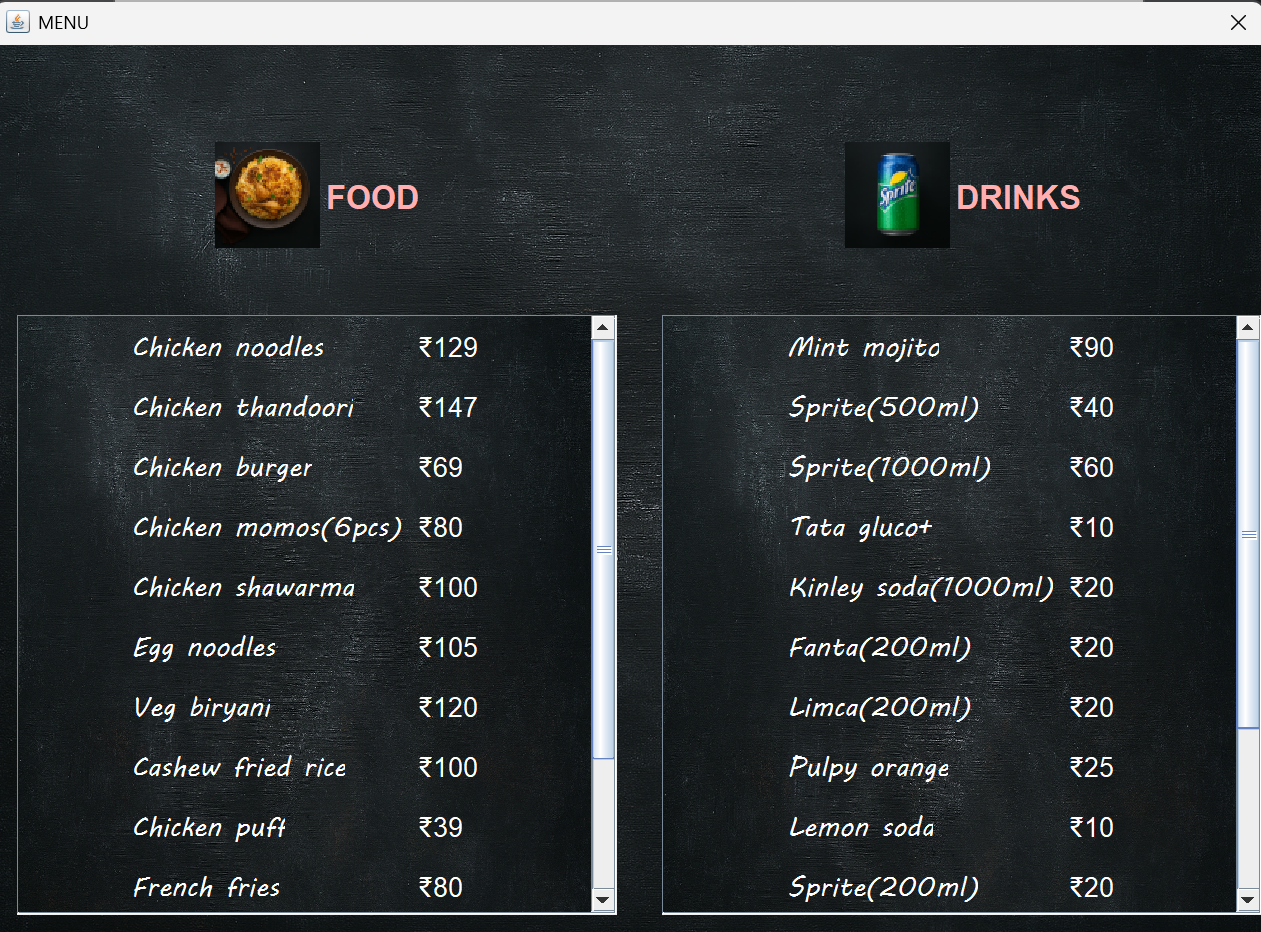 MENU
FOOD
Chicken noodles ₹129
Chicken thandoori ₹147
Chicken burger ₹69
Chicken momos(6pcs) ₹80
Chicken shawarma ₹100
Egg noodles ₹105
Veg biryani ₹120
Cashew fried rice ₹100
Chicken puff ₹39
French fries ₹80
Sprite
DRINKS
Mint mojito ₹90
Sprite(500ml) ₹40
Sprite(1000ml) ₹60
Tata gluco+ ₹10
Kinley soda(1000ml) ₹20
Fanta(200ml) ₹20
Limca(200ml) ₹20
Pulpy orange ₹25
Lemon soda ₹10
Sprite(200ml) ₹20